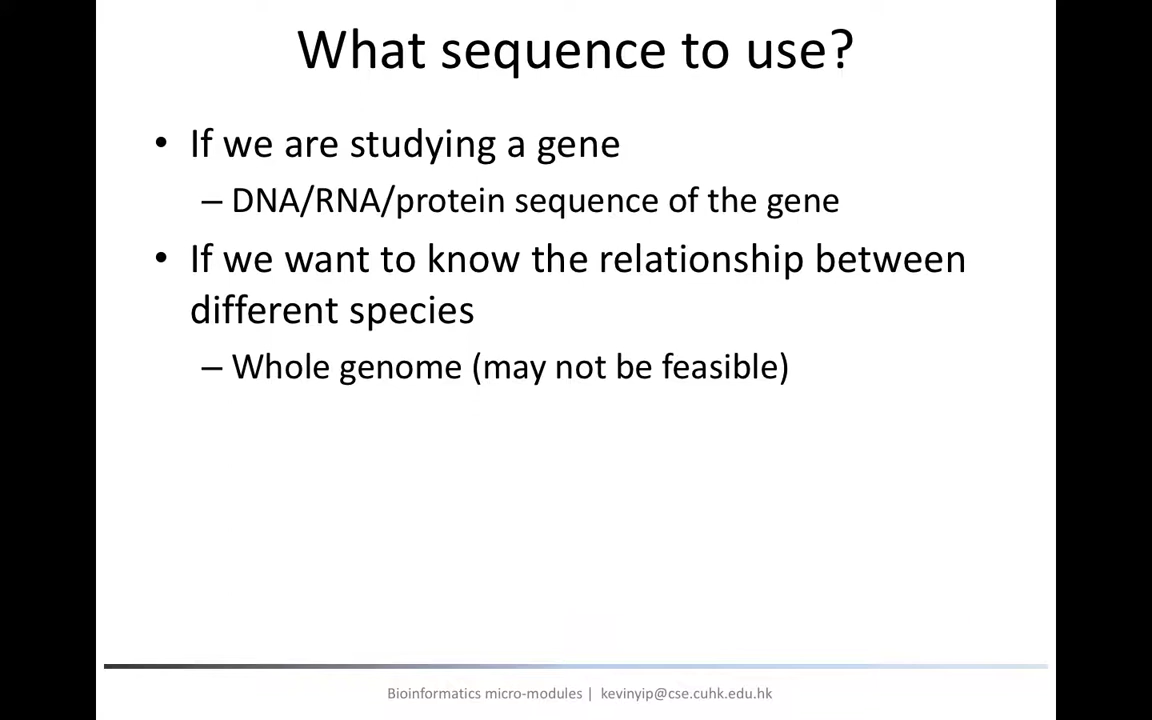 What sequence to use?
• If we are studying a gene
– DNA/RNA/protein sequence of the gene
• If we want to know the relationship between
different species
– Whole genome (may not be feasible)
Bioinformatics micro-modules | kevinyip@cse.cuhk.edu.hk